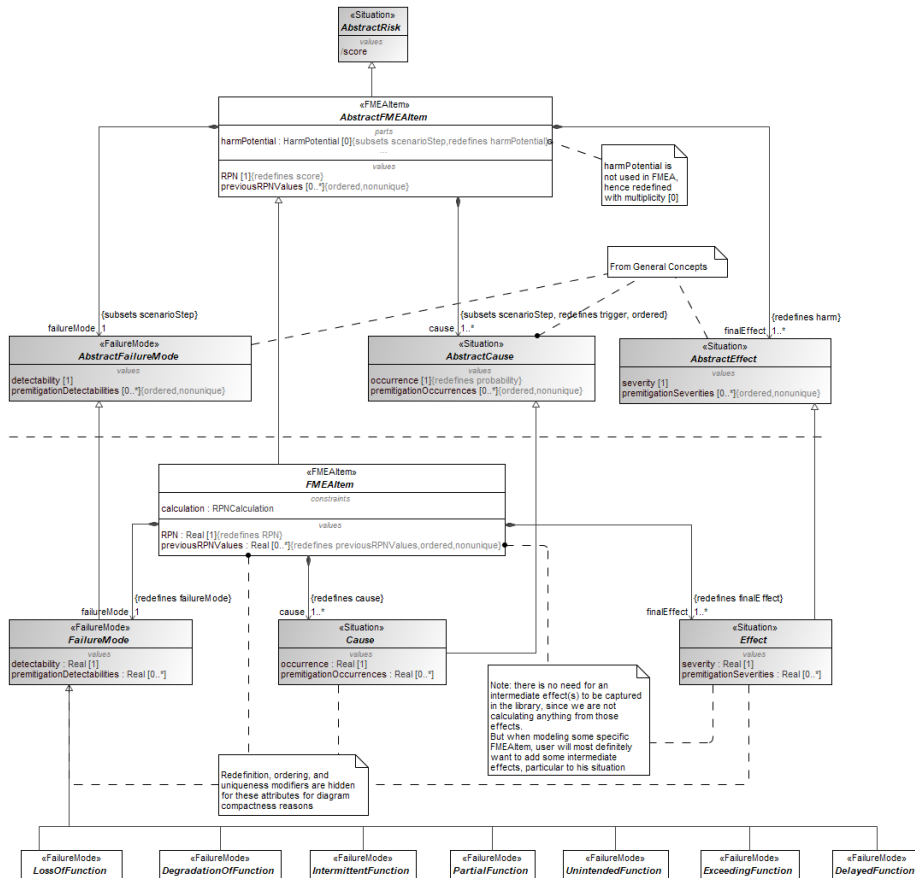 «Situation»
AbstractRisk
values
/score
«FMEAItem»
AbstractFMEAItem
parts
harmPotential : HarmPotential [0]{subsets scenarioStep,redefines harmPotential}
...
values
RPN [1]{redefines score}
previousRPNValues [0..*]{ordered,nonunique}
harmPotential is
not used in FMEA,
hence redefined
with multiplicity [0]
From General Concepts
{subsets scenarioStep}
failureMode 1
{subsets scenarioStep, redefines trigger, ordered}
cause 1..*
{redefines harm}
finalEffect 1..*
«FailureMode»
AbstractFailureMode
values
detectability [1]
premitigationDetectabilities [0..*]{ordered,nonunique}
«Situation»
AbstractCause
values
occurrence [1]{redefines probability}
premitigationOccurrences [0..*]{ordered,nonunique}
«Situation»
AbstractEffect
values
severity [1]
premitigationSeverities [0..*]{ordered,nonunique}
«FMEAItem»
FMEAItem
constraints
calculation : RPNCalculation
values
RPN : Real [1]{redefines RPN}
previousRPNValues : Real [0..*]{redefines previousRPNValues,ordered,nonunique}
{redefines failureMode}
failureMode 1
{redefines cause}
cause 1..*
{redefines finalEffect}
finalEffect 1..*
«FailureMode»
FailureMode
values
detectability : Real [1]
premitigationDetectabilities : Real [0..*]
«Situation»
Cause
values
occurrence : Real [1]
premitigationOccurrences : Real [0..*]
«Situation»
Effect
values
severity : Real [1]
premitigationSeverities : Real [0..*]
Note: there is no need for an
intermediate effect(s) to be captured
in the library, since we are not
calculating anything from those
effects.
But when modeling some specific
FMEAItem, user will most definitely
want to add some intermediate
effects, particular to his situation
Redefinition, ordering, and
uniqueness modifiers are hidden
for these attributes for diagram
compactness reasons
«FailureMode»
LossOfFunction
«FailureMode»
DegradationOfFunction
«FailureMode»
IntermittentFunction
«FailureMode»
PartialFunction
«FailureMode»
UnintendedFunction
«FailureMode»
ExceedingFunction
«FailureMode»
DelayedFunction